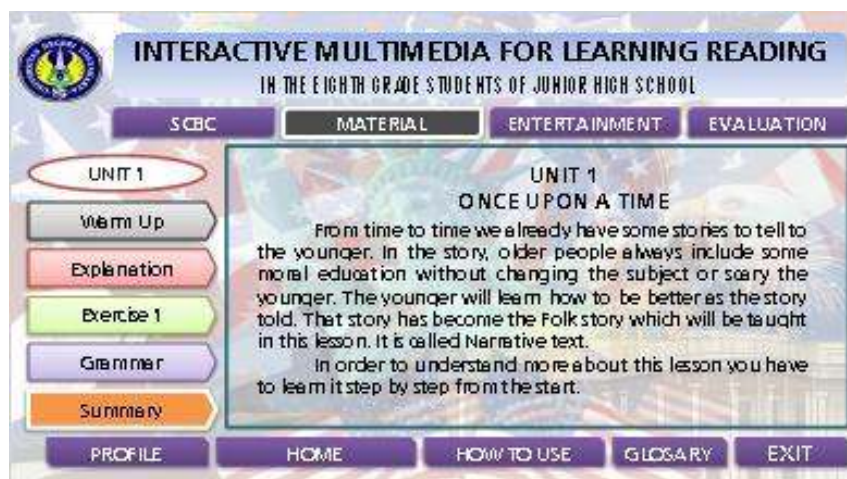 INTERACTIVE MULTIMEDIA FOR LEARNING READING
IN THE EIGHTH GRADE STUDENTS OF JUNIOR HIGH SCHOOL
SCBC MATERIAL ENTERTAINMENT EVALUATION
UNIT 1
Warm Up
Explanation
Exercise 1
Grammar
Summary
UNIT 1
ONCE UPON A TIME
From time to time we already have some stories to tell to
the younger. In the story, older people always include some
moral education without changing the subject or scary the
younger. The younger will learn how to be better as the story
told. That story has become the Folk story which will be taught
in this lesson. It is called Narrative text.
In order to understand more about this lesson you have
to learn it step by step from the start.
PROFILE HOME HOW TO USE GLOSARY EXIT